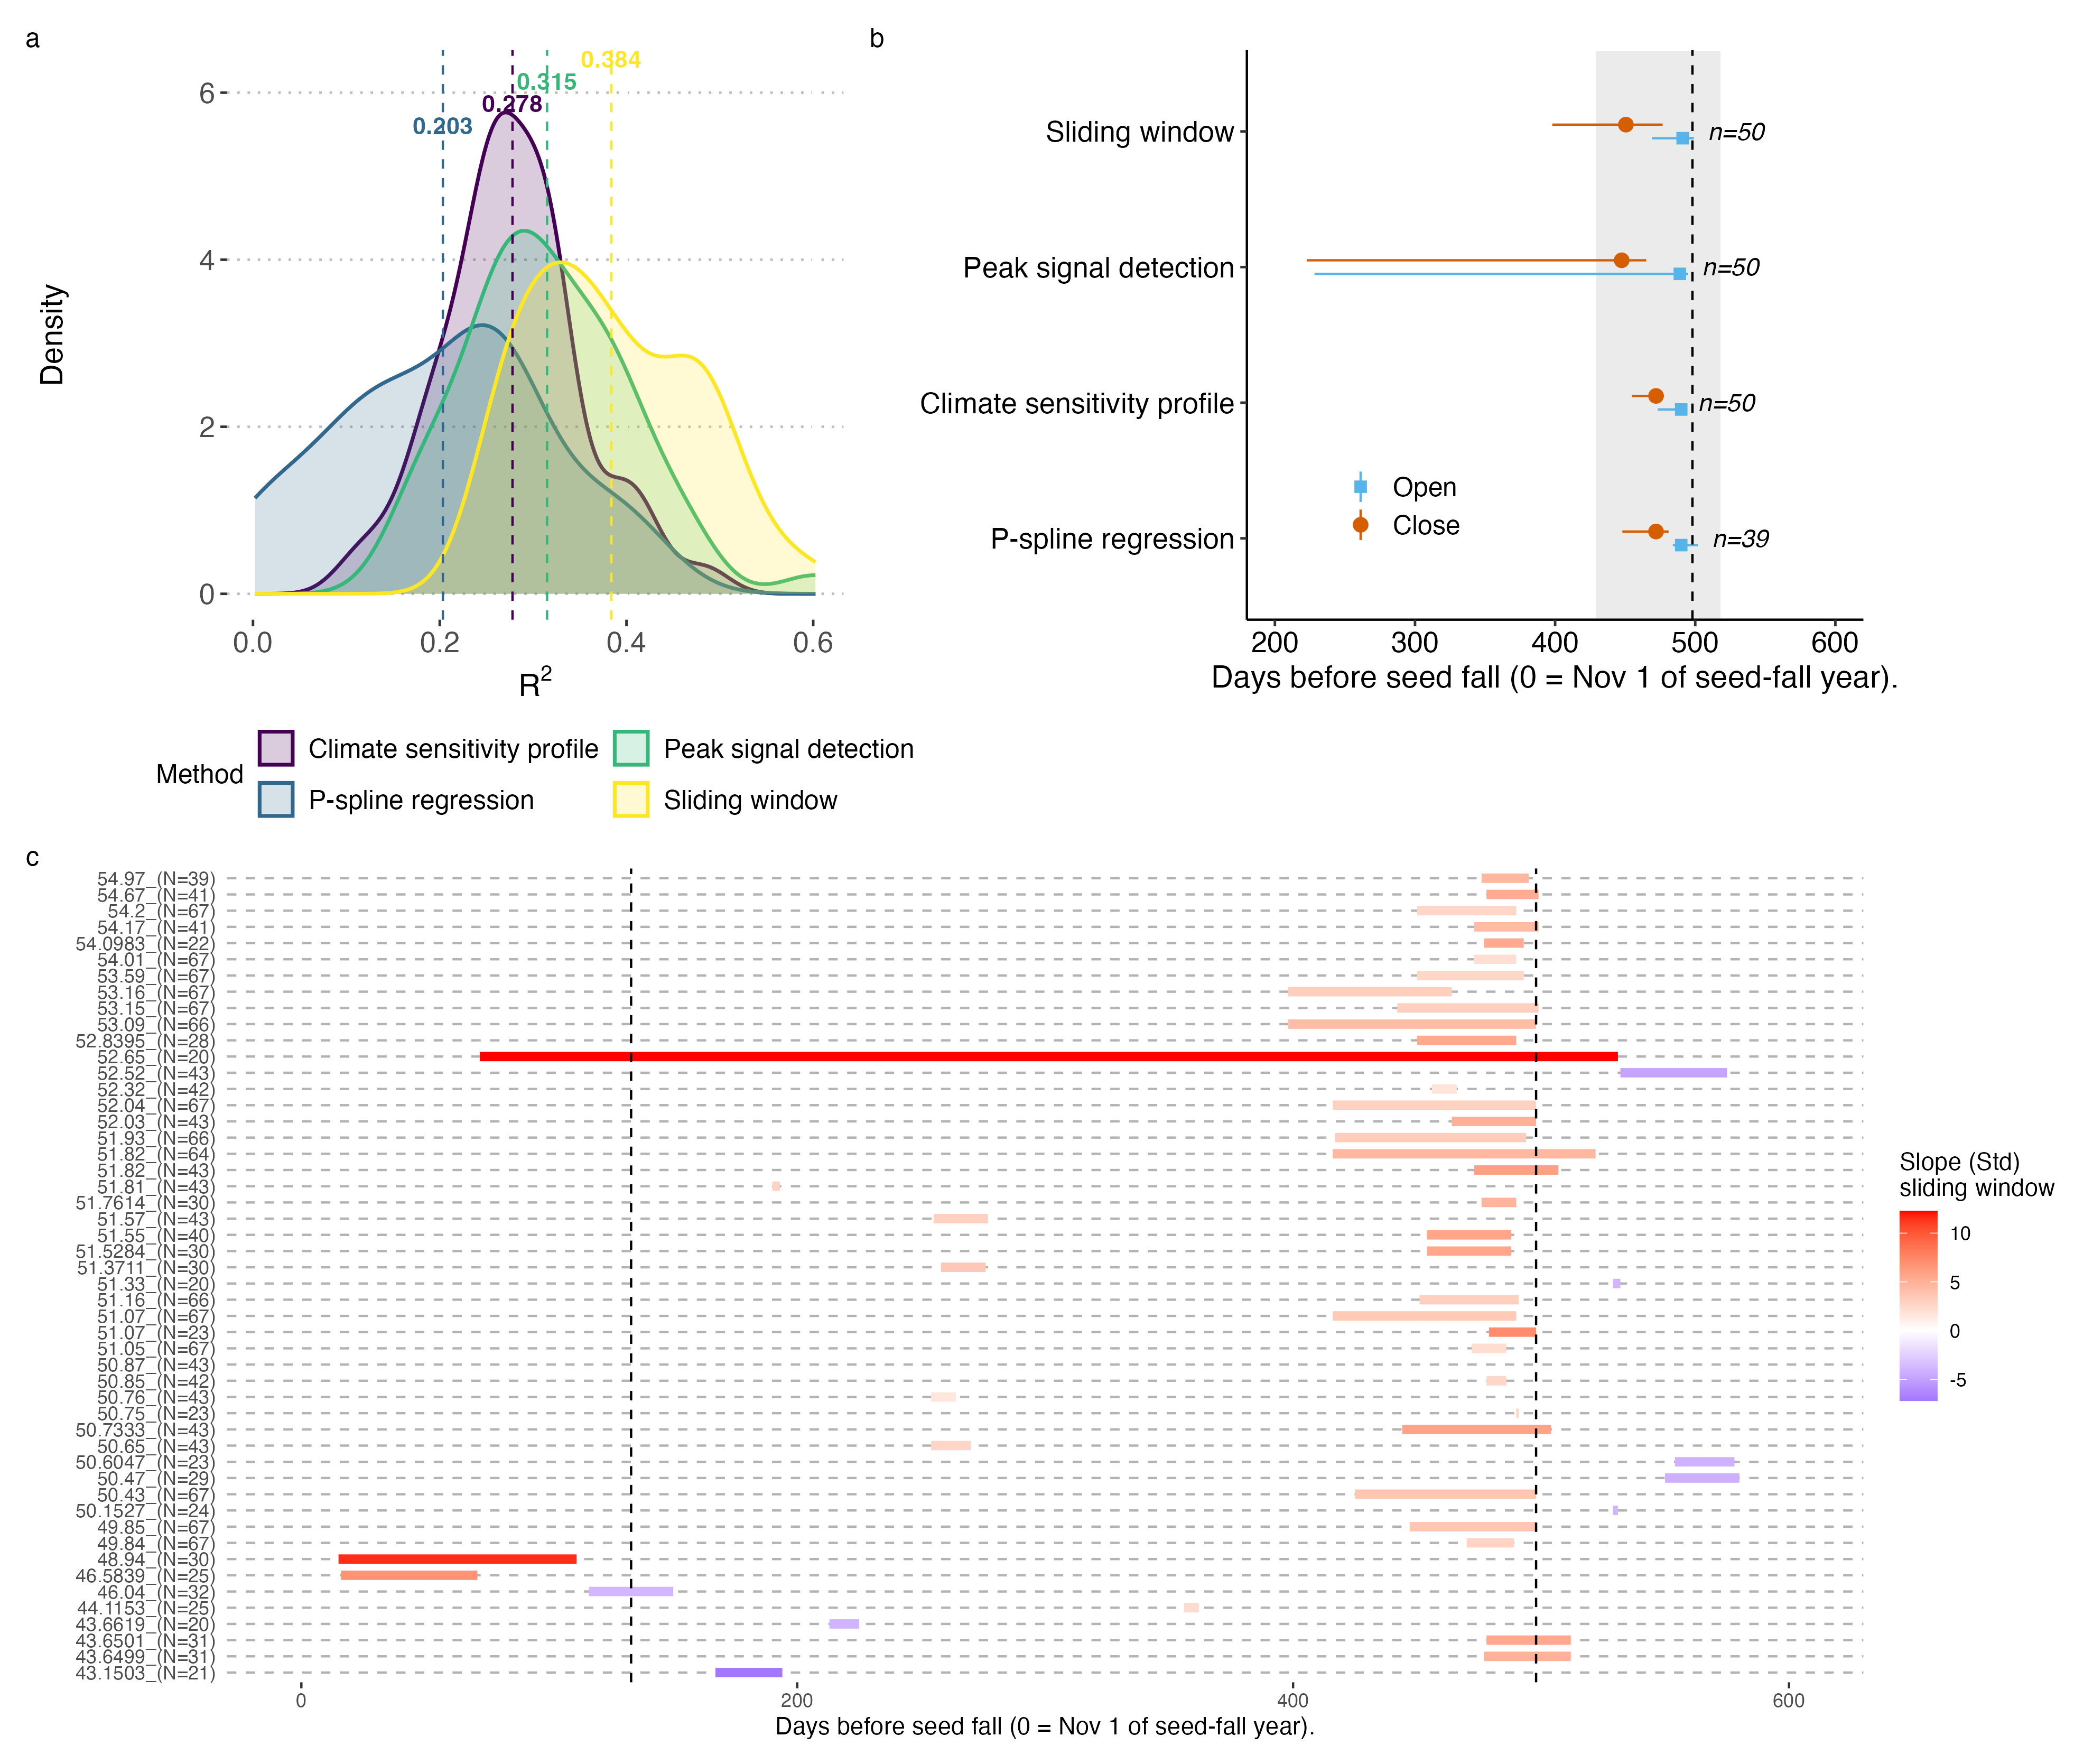 a
0.384
0.315
0.278
0.203
6
4
2
0
Density
0.0 0.2 0.4 0.6
R²
Method
Climate sensitivity profile
Peak signal detection
P-spline regression
Sliding window
b
Sliding window
n=50
Peak signal detection
n=50
Climate sensitivity profile
n=50
Open
Close
P-spline regression
n=39
200 300 400 500 600
Days before seed fall (0 = Nov 1 of seed-fall year).
c
54.97_(N=39)
54.67_(N=41)
54.2_(N=67)
54.17_(N=41)
54.0983_(N=22)
54.01_(N=67)
53.59_(N=67)
53.16_(N=67)
53.15_(N=67)
53.09_(N=66)
52.8395_(N=28)
52.65_(N=20)
52.52_(N=43)
52.32_(N=42)
52.04_(N=67)
52.03_(N=43)
51.93_(N=66)
51.82_(N=64)
51.82_(N=43)
51.81_(N=43)
51.7614_(N=30)
51.57_(N=43)
51.55_(N=40)
51.5284_(N=30)
51.3711_(N=30)
51.33_(N=20)
51.16_(N=66)
51.07_(N=67)
51.07_(N=23)
51.05_(N=67)
50.87_(N=43)
50.85_(N=42)
50.76_(N=43)
50.75_(N=23)
50.7333_(N=43)
50.65_(N=43)
50.6047_(N=23)
50.47_(N=29)
50.43_(N=67)
50.1527_(N=24)
49.85_(N=67)
49.84_(N=67)
48.94_(N=30)
46.5839_(N=25)
46.04_(N=32)
44.1153_(N=25)
43.6619_(N=20)
43.6501_(N=31)
43.6499_(N=31)
43.1503_(N=21)
0 200 400 600
Days before seed fall (0 = Nov 1 of seed-fall year).
Slope (Std)
sliding window
10
5
0
-5